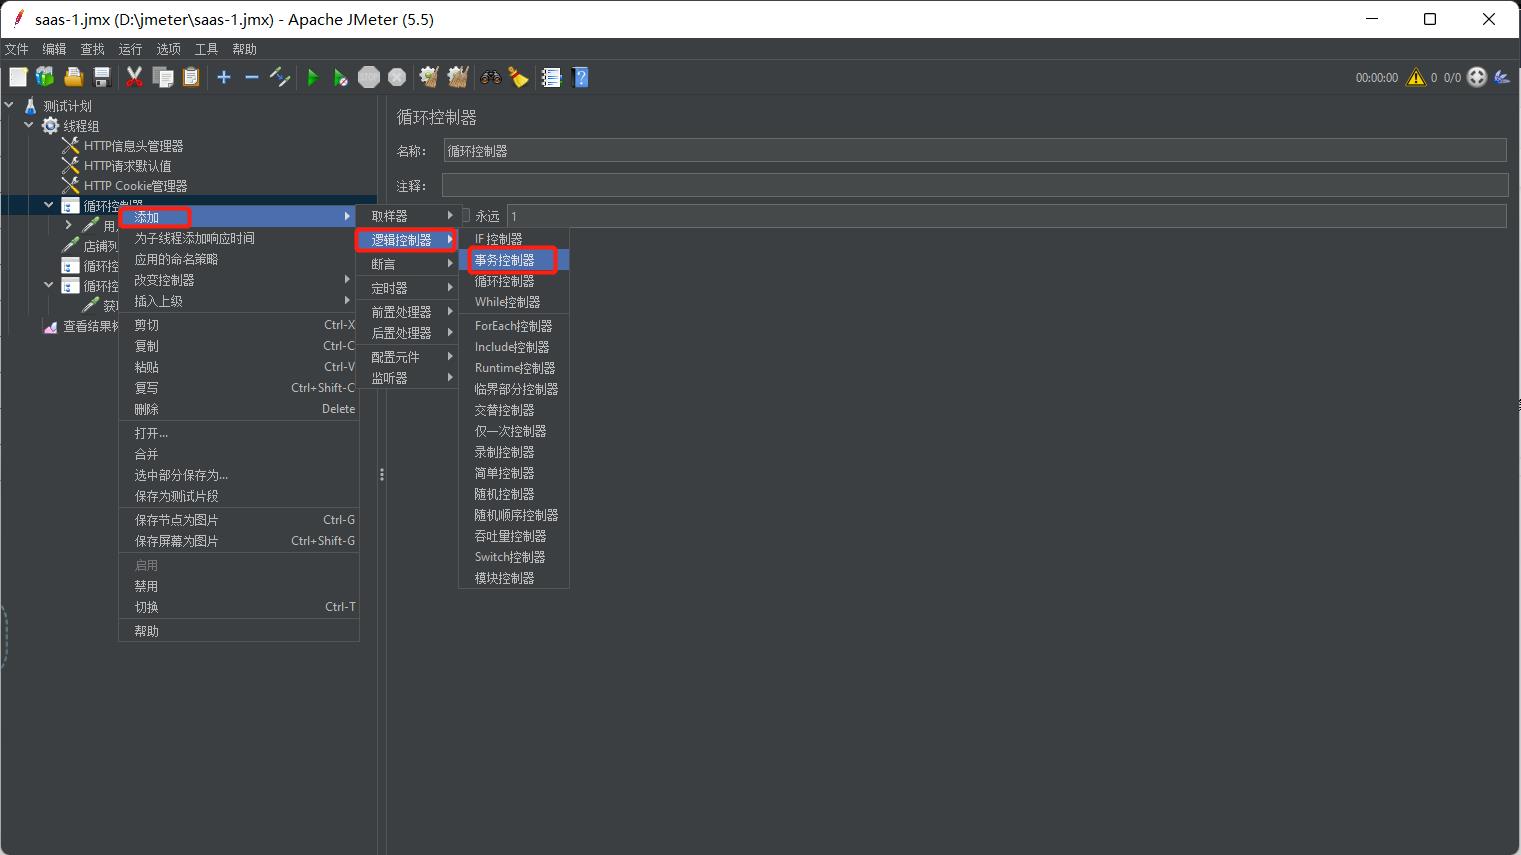 saas-1.jmx (D:\jmeter\saas-1.jmx) - Apache JMeter (5.5)
文件 编辑 查找 运行 选项 工具 帮助
STOP
00:00:00 0 0/0
测试计划
线程组
HTTP信息头管理器
HTTP请求默认值
HTTP Cookie管理器
循环控制器
用
店铺列
循环控
循环控
获取
查看结果树
添加
为子线程添加响应时间
应用的命名策略
改变控制器
插入上级
剪切 Ctrl-X
复制 Ctrl-C
粘贴 Ctrl-V
复写 Ctrl+Shift-C
删除 Delete
打开...
合并
选中部分保存为...
保存为测试片段
保存节点为图片 Ctrl-G
保存屏幕为图片 Ctrl+Shift-G
启用
禁用
切换 Ctrl-T
帮助
取样器
逻辑控制器
断言
定时器
前置处理器
后置处理器
配置元件
监听器
IF 控制器
事务控制器
循环控制器
While控制器
ForEach控制器
Include控制器
Runtime控制器
临界部分控制器
交替控制器
仅一次控制器
录制控制器
简单控制器
随机控制器
随机顺序控制器
吞吐量控制器
Switch控制器
模块控制器
循环控制器
名称： 循环控制器
注释：
永远 1